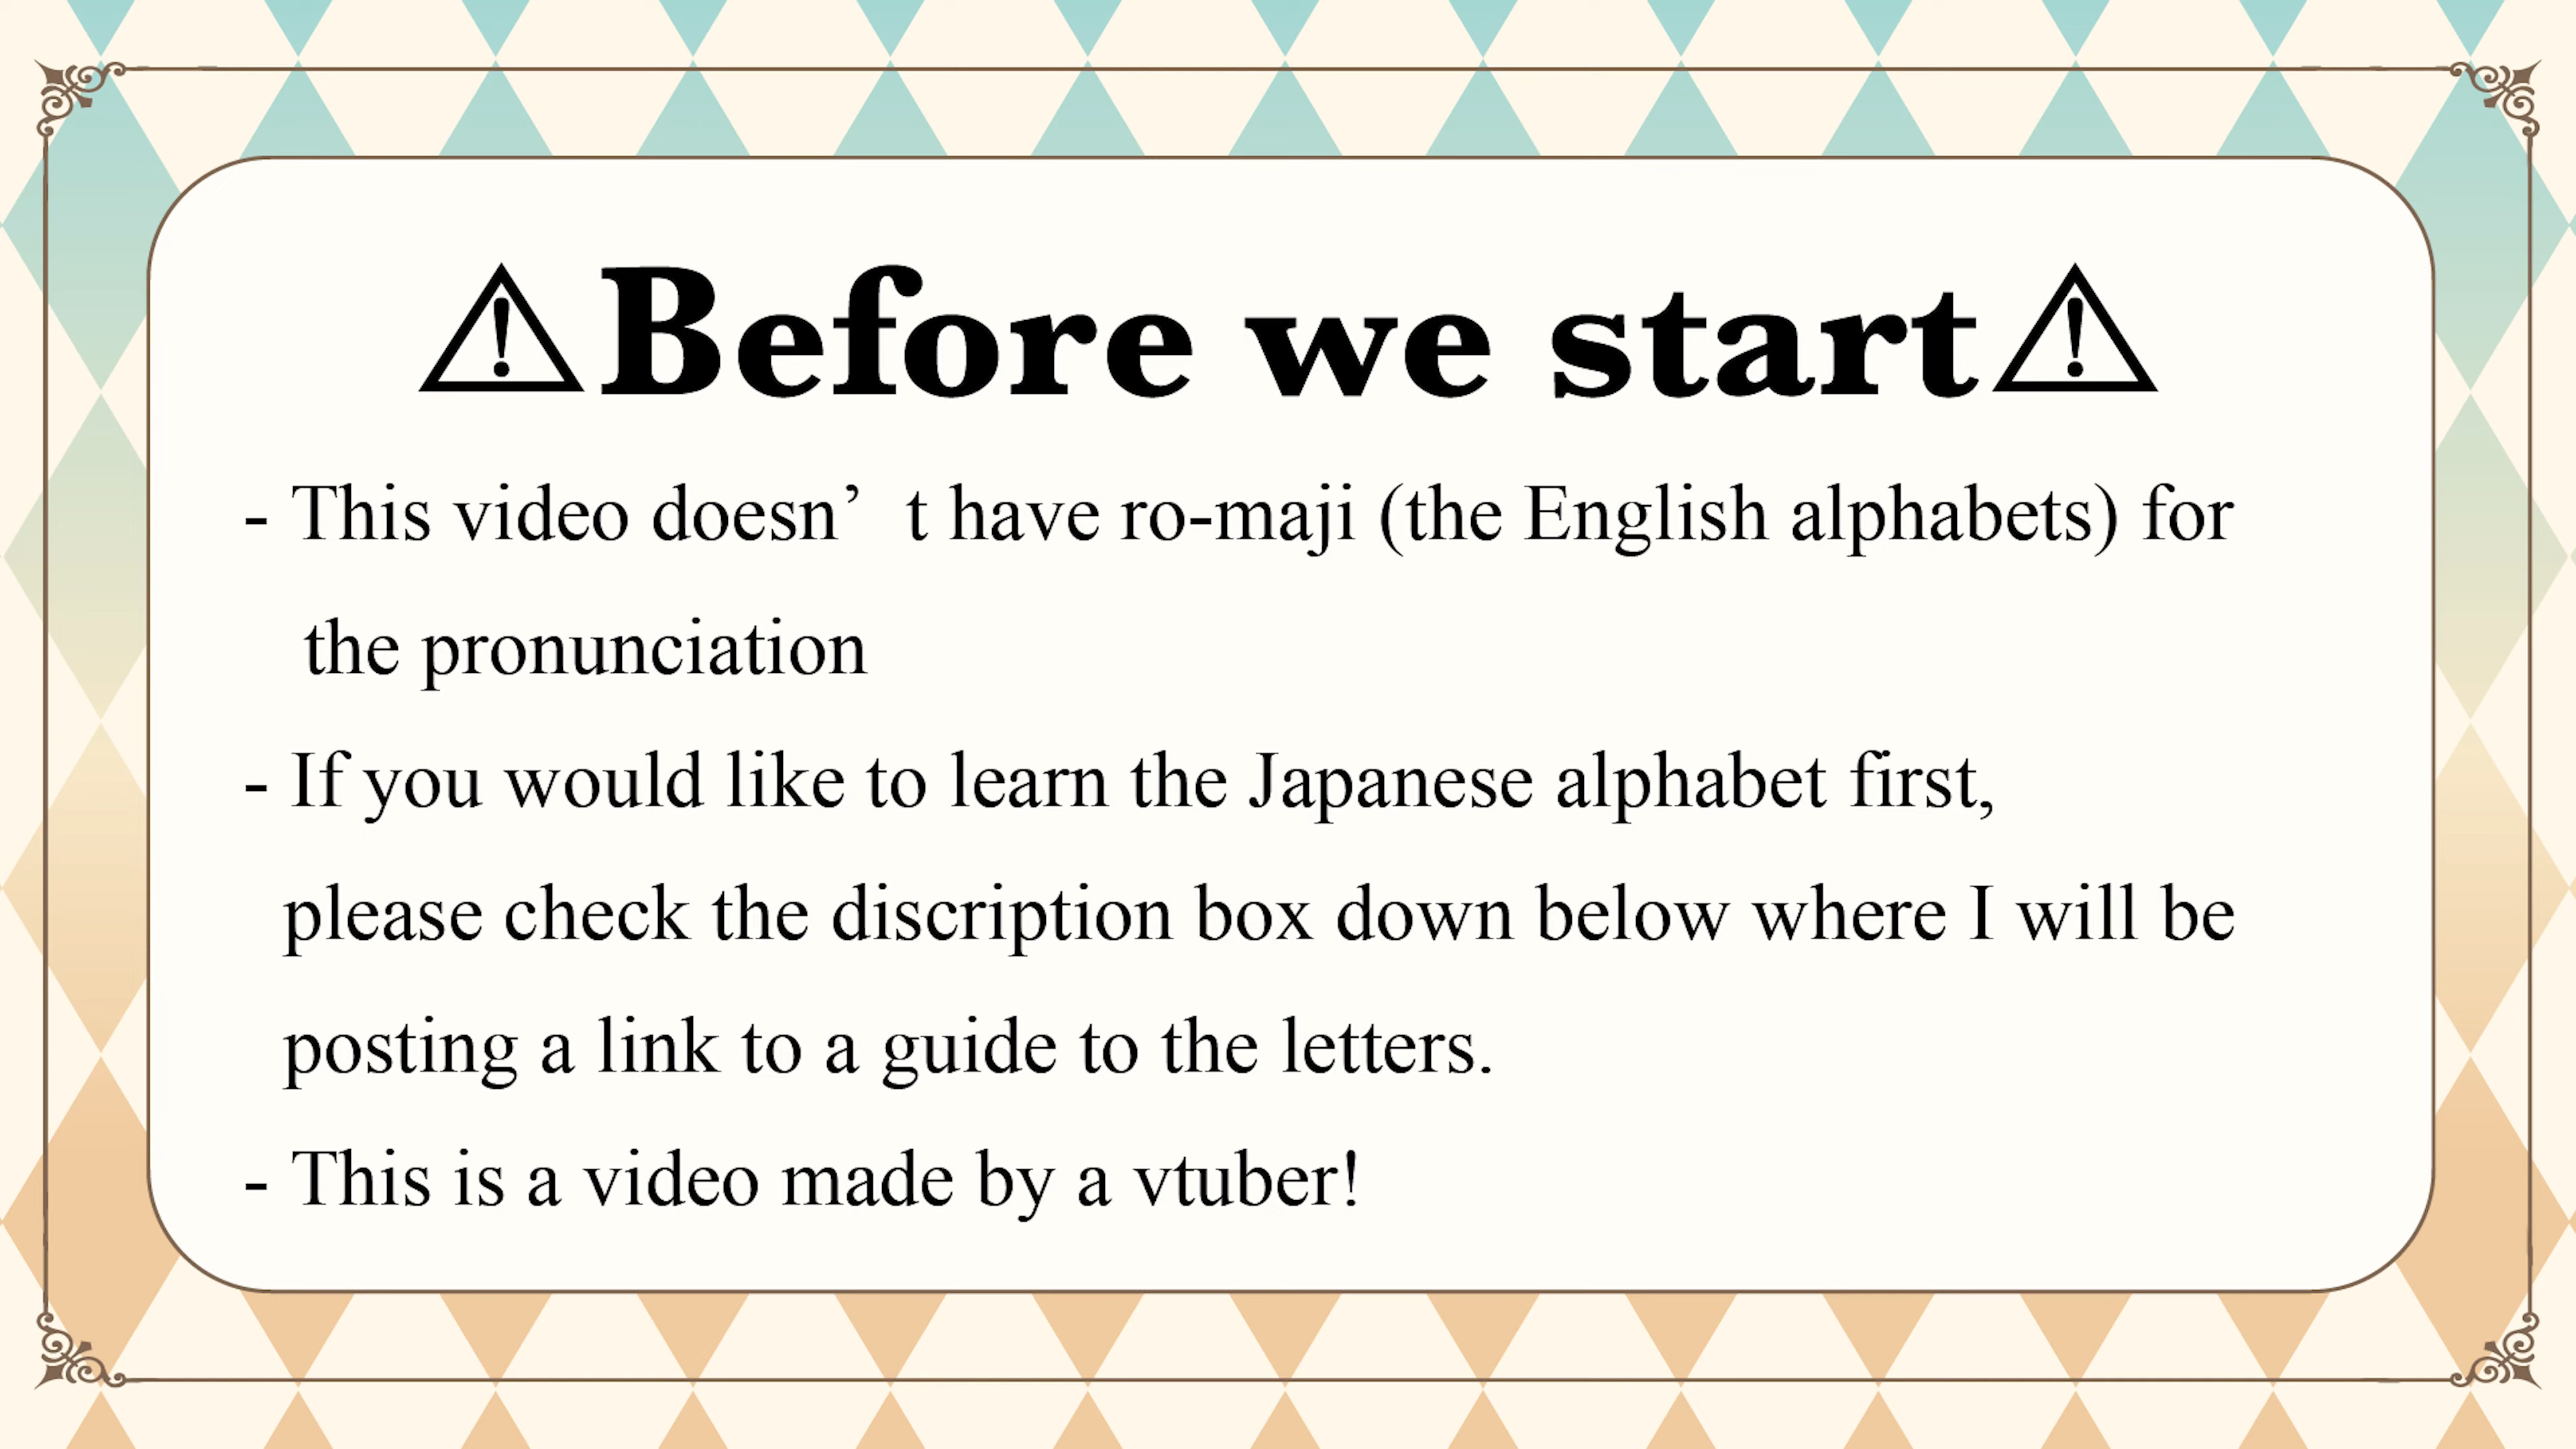 ⚠Before we start⚠
- This video doesn’ t have ro-maji (the English alphabets) for
the pronunciation
- If you would like to learn the Japanese alphabet first,
please check the discription box down below where I will be
posting a link to a guide to the letters.
- This is a video made by a vtuber!